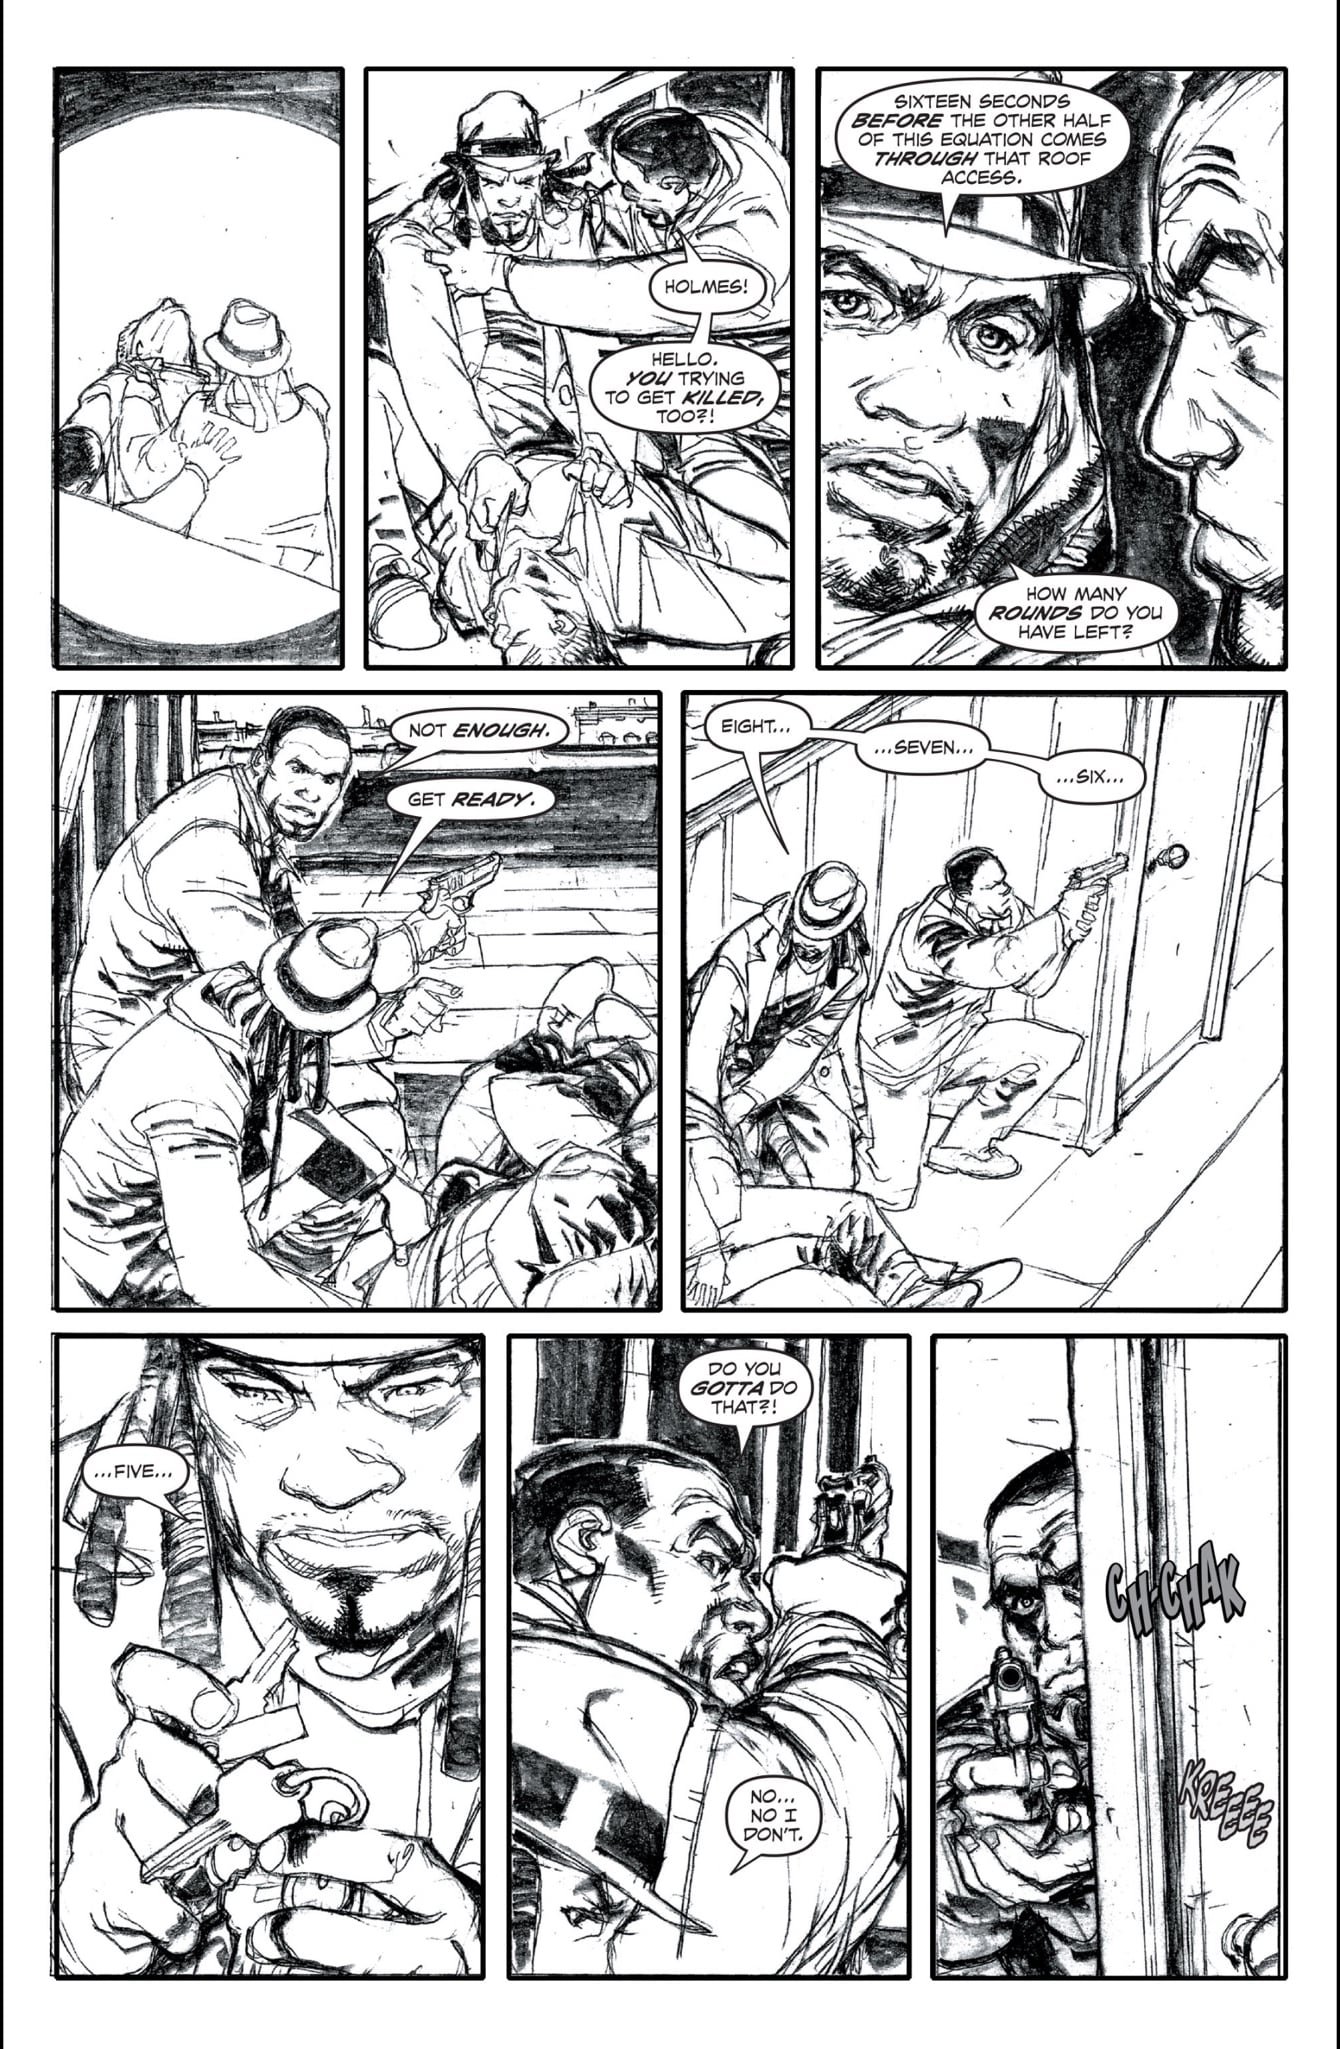 HOLMES!
HELLO.
YOU TRYING
TO GET KILLED,
TOO?!
SIXTEEN SECONDS
BEFORE THE OTHER HALF
OF THIS EQUATION COMES
THROUGH THAT ROOF
ACCESS.
HOW MANY
ROUNDS DO YOU
HAVE LEFT?
NOT ENOUGH.
GET READY.
EIGHT...
...SEVEN...
...SIX...
...FIVE...
DO YOU
GOTTA DO
THAT?!
NO...
NO I
DON'T.
CH-CHAK
KREEEE